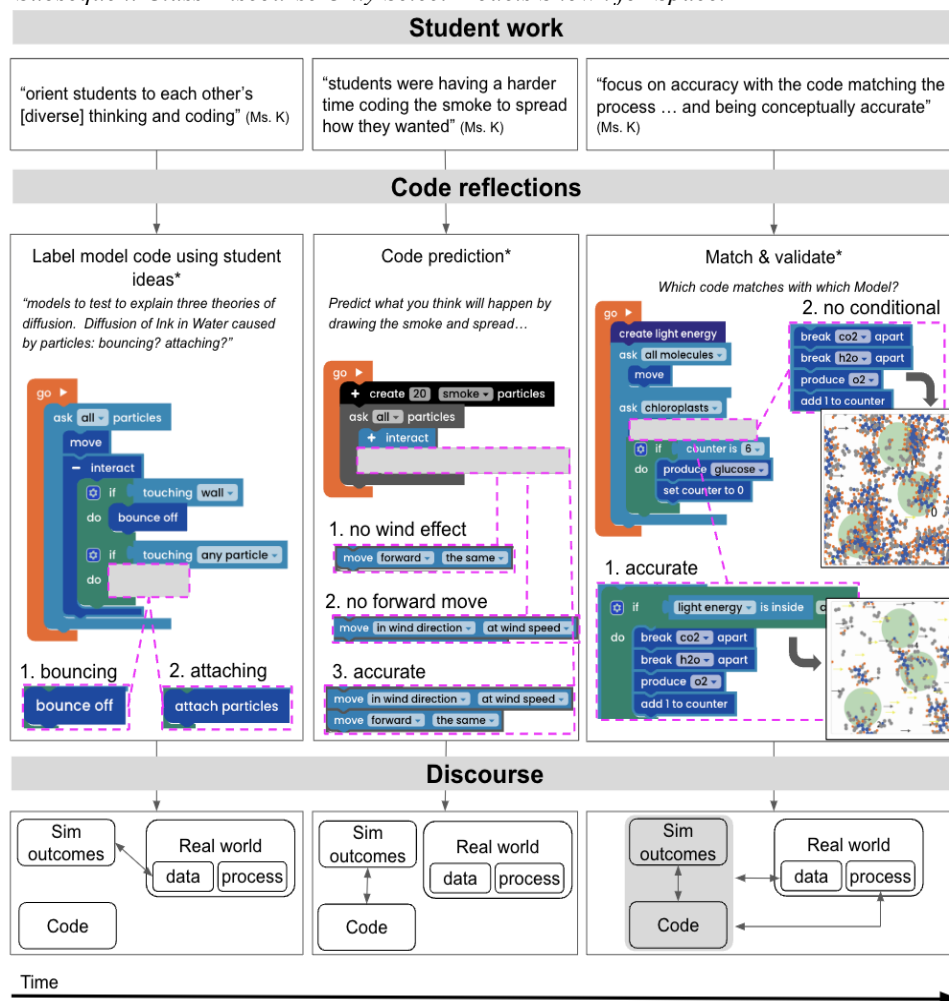 Subsequent Class Discourse. Only Select Models Shown for Space.
Student work
“orient students to each other’s
[diverse] thinking and coding” (Ms. K)
“students were having a harder
time coding the smoke to spread
how they wanted” (Ms. K)
“focus on accuracy with the code matching the
process … and being conceptually accurate”
(Ms. K)
Code reflections
Label model code using student
ideas*
“models to test to explain three theories of
diffusion. Diffusion of Ink in Water caused
by particles: bouncing? attaching?”
go
ask all particles
move
interact
if touching wall
do bounce off
if touching any particle
do
1. bouncing
bounce off
2. attaching
attach particles
Code prediction*
Predict what you think will happen by
drawing the smoke and spread…
go
+ create 20 smoke particles
ask all particles
+ interact
1. no wind effect
move forward the same
2. no forward move
move in wind direction at wind speed
3. accurate
move in wind direction at wind speed
move forward the same
Match & validate*
Which code matches with which Model?
go
create light energy
ask all molecules
move
ask chloroplasts
if counter is 6
do produce glucose
set counter to 0
2. no conditional
break co2 apart
break h2o apart
produce o2
add 1 to counter
0
1. accurate
if light energy is inside
do break co2 apart
break h2o apart
produce o2
add 1 to counter
Discourse
Sim
outcomes
Real world
data process
Code
Sim
outcomes
Real world
data process
Code
Sim
outcomes
Real world
data process
Code
Time